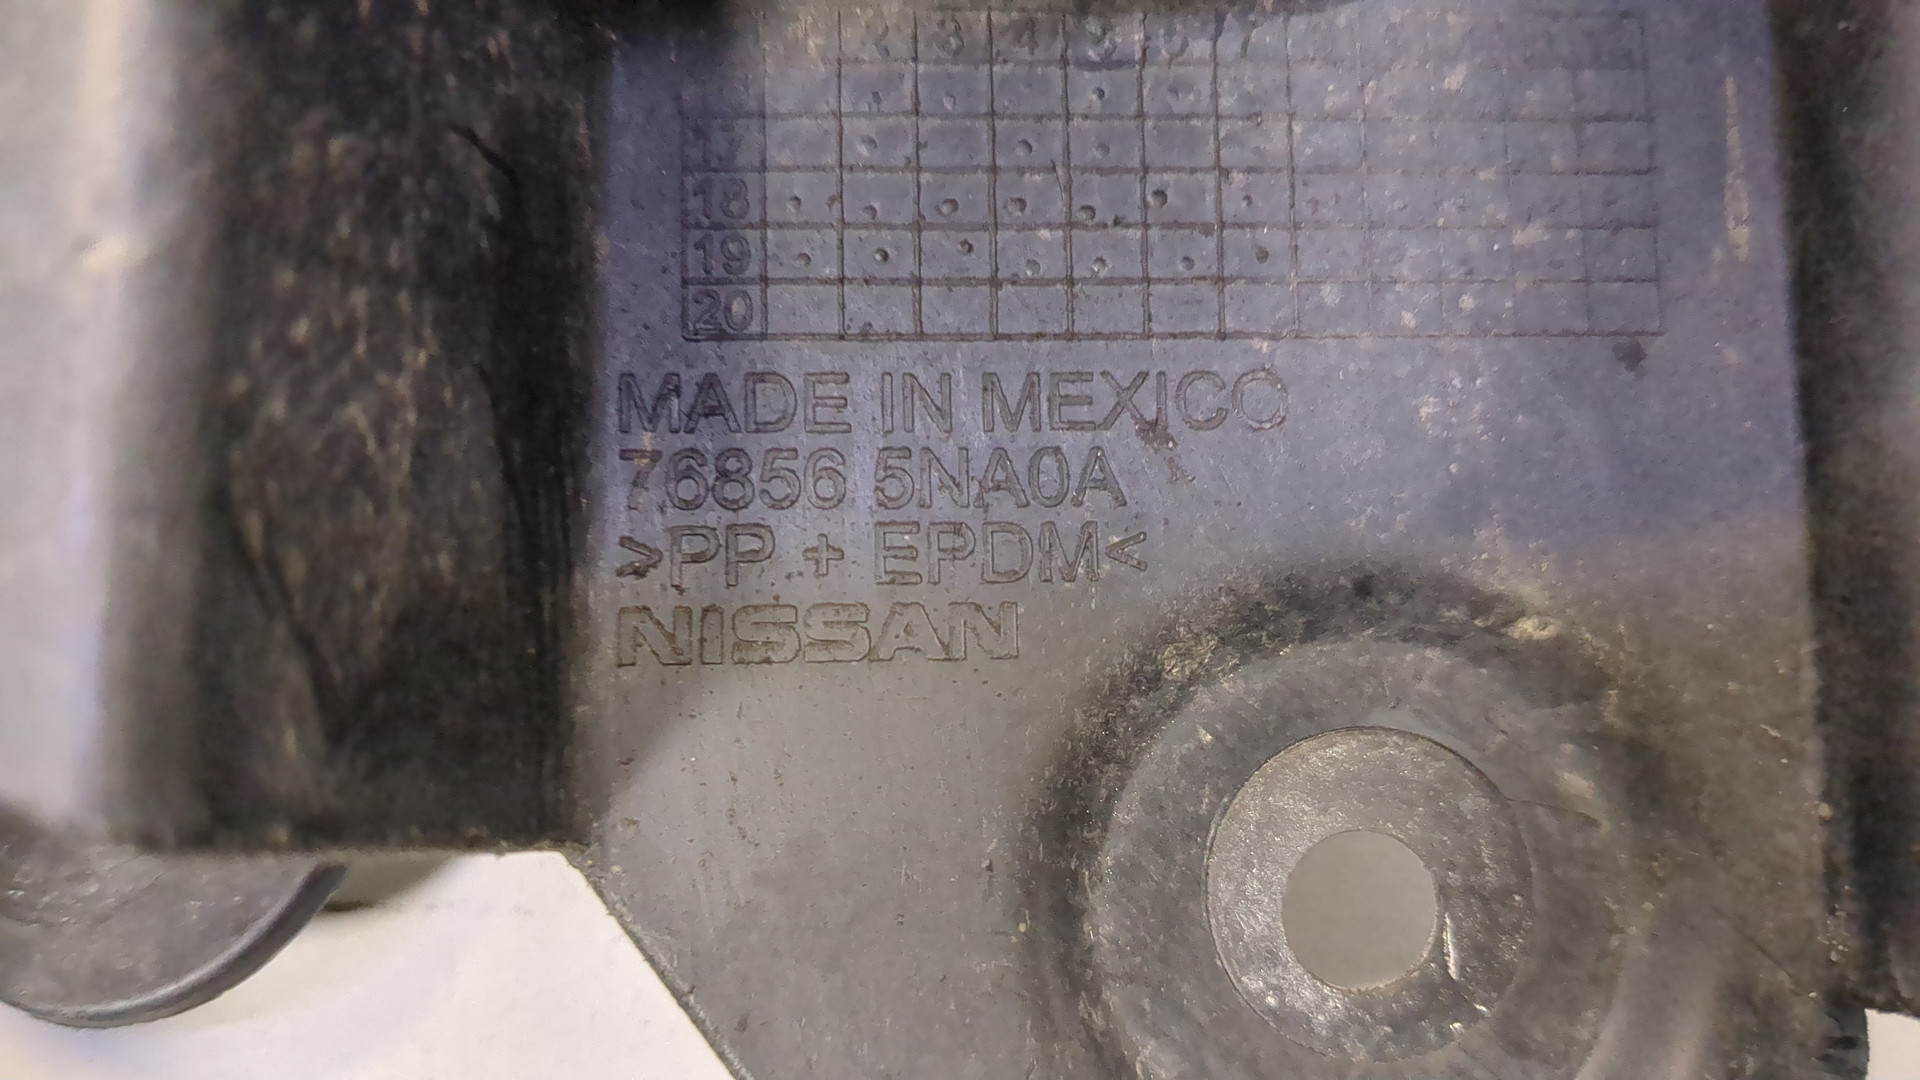 2 3 4 5 6 7
17
18
19
20
MADE IN MEXICO
76856 5NA0A
>PP + EPDM<
NISSAN